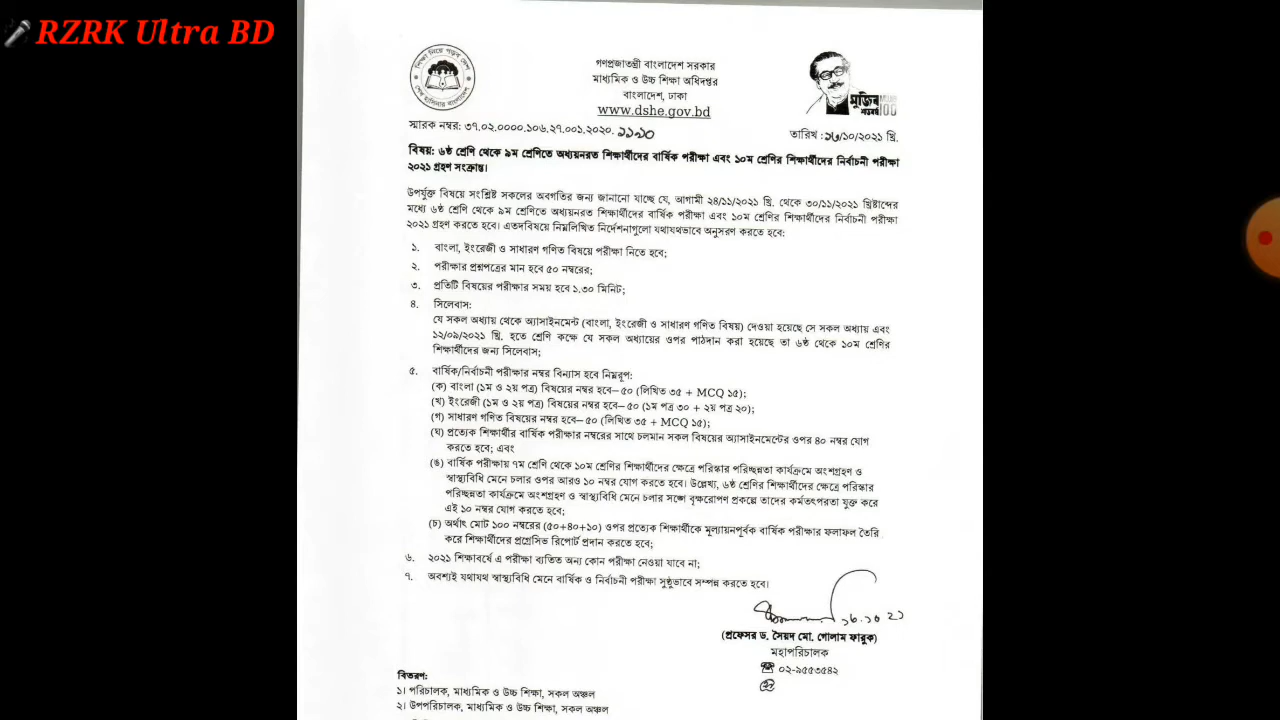 RZRK Ultra BD
শিক্ষা নিয়ে গড়ব দেশ
শেখ হাসিনার বাংলাদেশ
গণপ্রজাতন্ত্রী বাংলাদেশ সরকার
মাধ্যমিক ও উচ্চ শিক্ষা অধিদপ্তর
বাংলাদেশ, ঢাকা
www.dshe.gov.bd
মুজিব
100
স্মারক নম্বর: ৩৭.০২.০০০০.১০৬.২৭.০০১.২০২০.
তারিখ :১৬/১০/২০২১ খ্রি.
বিষয়: ৬ষ্ঠ শ্রেণি থেকে ৯ম শ্রেণিতে অধ্যয়নরত শিক্ষার্থীদের বার্ষিক পরীক্ষা এবং ১০ম শ্রেণির শিক্ষার্থীদের নির্বাচনী পরীক্ষা
২০২১ গ্রহণ সংক্রান্ত।
উপর্যুক্ত বিষয়ে সংশ্লিষ্ট সকলের অবগতির জন্য জানানো যাচ্ছে যে, আগামী ২৪/১১/২০২১ খ্রি. থেকে ৩০/১১/২০২১ খ্রিষ্টাব্দের
মধ্যে ৬ষ্ঠ শ্রেণি থেকে ৯ম শ্রেণিতে অধ্যয়নরত শিক্ষার্থীদের বার্ষিক পরীক্ষা এবং ১০ম শ্রেণির শিক্ষার্থীদের নির্বাচনী পরীক্ষা
২০২১ গ্রহণ করতে হবে। এতদবিষয়ে নিম্নলিখিত নির্দেশনাগুলো যথাযথভাবে অনুসরণ করতে হবে:
১. বাংলা, ইংরেজী ও সাধারণ গণিত বিষয়ে পরীক্ষা নিতে হবে;
২. পরীক্ষার প্রশ্নপত্রের মান হবে ৫০ নম্বরের;
৩. প্রতিটি বিষয়ের পরীক্ষার সময় হবে ১.৩০ মিনিট;
৪. সিলেবাস:
যে সকল অধ্যায় থেকে অ্যাসাইনমেন্ট (বাংলা, ইংরেজী ও সাধারণ গণিত বিষয়) দেওয়া হয়েছে সে সকল অধ্যায় এবং
১২/০৯/২০২১ খ্রি. হতে শ্রেণি কক্ষে যে সকল অধ্যায়ের ওপর পাঠদান করা হয়েছে তা ৬ষ্ঠ থেকে ১০ম শ্রেণির
শিক্ষার্থীদের জন্য সিলেবাস;
৫. বার্ষিক/নির্বাচনী পরীক্ষার নম্বর বিন্যাস হবে নিম্নরূপ:
(ক) বাংলা (১ম ও ২য় পত্র) বিষয়ের নম্বর হবে– ৫০ (লিখিত ৩৫ + MCQ ১৫);
(খ) ইংরেজী (১ম ও ২য় পত্র) বিষয়ের নম্বর হবে– ৫০ (১ম পত্র ৩০ + ২য় পত্র ২০);
(গ) সাধারণ গণিত বিষয়ের নম্বর হবে– ৫০ (লিখিত ৩৫ + MCQ ১৫);
(ঘ) প্রত্যেক শিক্ষার্থীর বার্ষিক পরীক্ষার নম্বরের সাথে চলমান সকল বিষয়ের অ্যাসাইনমেন্টের ওপর ৪০ নম্বর যোগ
করতে হবে; এবং
(ঙ) বার্ষিক পরীক্ষায় ৭ম শ্রেণি থেকে ১০ম শ্রেণির শিক্ষার্থীদের ক্ষেত্রে পরিস্কার পরিচ্ছন্নতা কার্যক্রমে অংশগ্রহণ ও
স্বাস্থ্যবিধি মেনে চলার ওপর আরও ১০ নম্বর যোগ করতে হবে। উল্লেখ্য, ৬ষ্ঠ শ্রেণির শিক্ষার্থীদের ক্ষেত্রে পরিস্কার
পরিচ্ছন্নতা কার্যক্রমে অংশগ্রহণ ও স্বাস্থ্যবিধি মেনে চলার সঙ্গে বৃক্ষরোপণ প্রকল্পে তাদের কর্মতৎপরতা যুক্ত করে
এই ১০ নম্বর যোগ করতে হবে;
(চ) অর্থাৎ মোট ১০০ নম্বরের (৫০+৪০+১০) ওপর প্রত্যেক শিক্ষার্থীকে মূল্যায়নপূর্বক বার্ষিক পরীক্ষার ফলাফল তৈরি
করে শিক্ষার্থীদের প্রগ্রেসিভ রিপোর্ট প্রদান করতে হবে;
৬. ২০২১ শিক্ষাবর্ষে এ পরীক্ষা ব্যতিত অন্য কোন পরীক্ষা নেওয়া যাবে না;
৭. অবশ্যই যথাযথ স্বাস্থ্যবিধি মেনে বার্ষিক ও নির্বাচনী পরীক্ষা সুষ্ঠুভাবে সম্পন্ন করতে হবে।
১৬.১০.২১
(প্রফেসর ড. সৈয়দ মো. গোলাম ফারুক)
মহাপরিচালক
☎ ০২-৯৫৫৩৫৪২
বিতরণ:
১। পরিচালক, মাধ্যমিক ও উচ্চ শিক্ষা, সকল অঞ্চল
২। উপপরিচালক, মাধ্যমিক ও উচ্চ শিক্ষা, সকল অঞ্চল